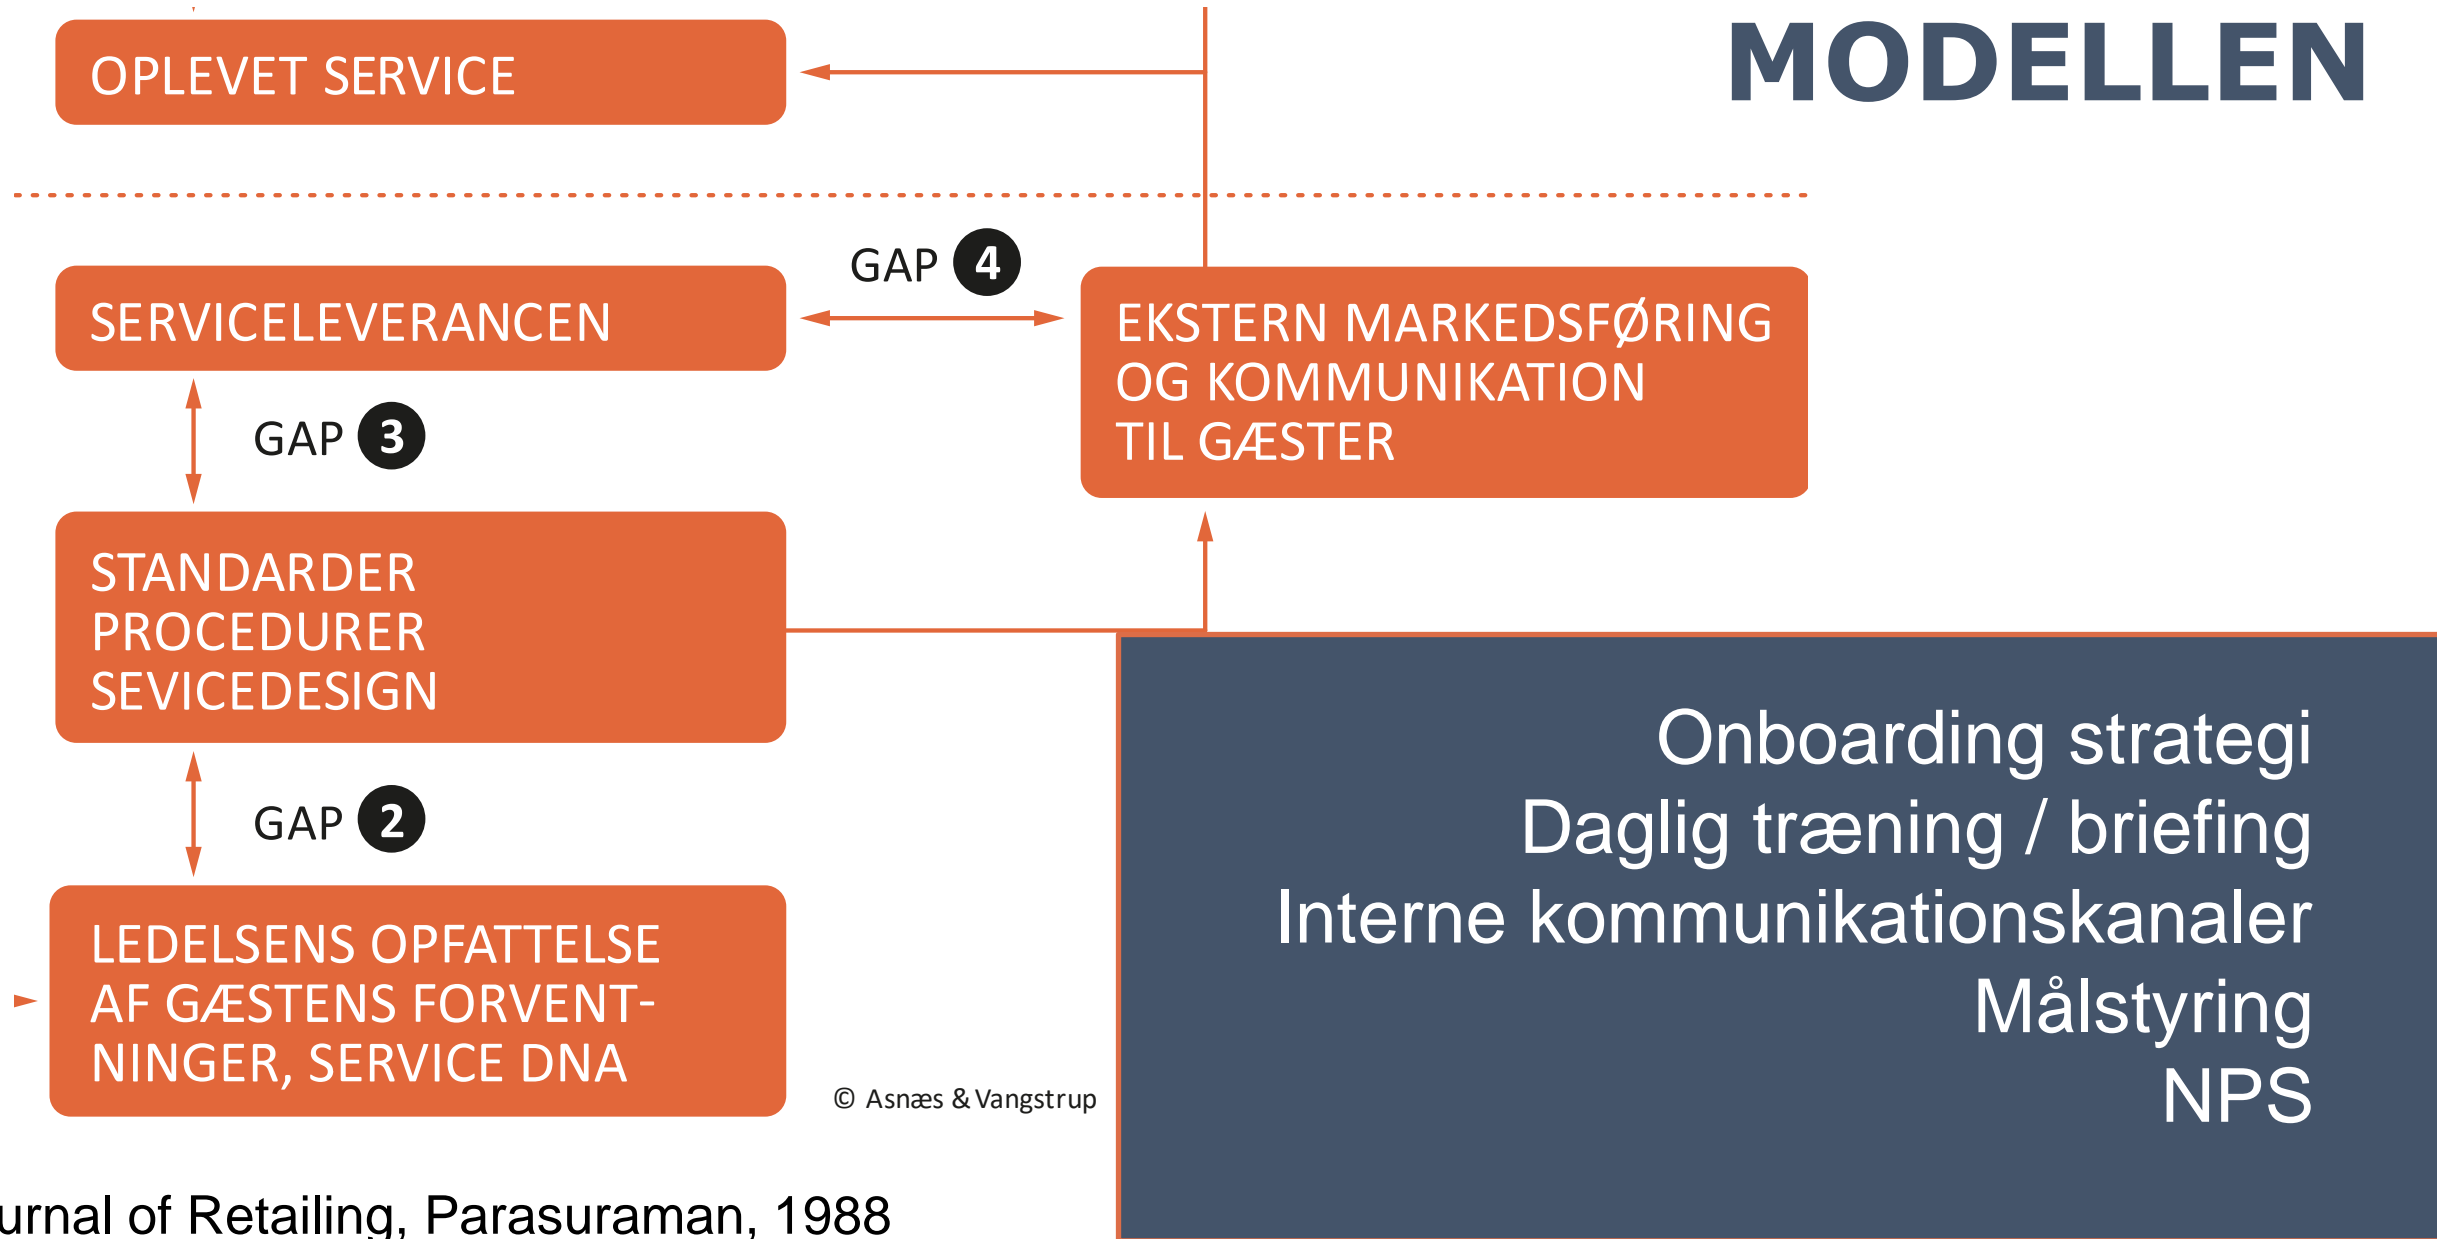 MODELLEN
OPLEVET SERVICE
GAP 4
SERVICELEVERANCEN
EKSTERN MARKEDSFØRING
OG KOMMUNIKATION
TIL GÆSTER
GAP 3
STANDARDER
PROCEDURER
SEVICEDESIGN
GAP 2
LEDELSENS OPFATTELSE
AF GÆSTENS FORVENT-
NINGER, SERVICE DNA
© Asnæs & Vangstrup
Onboarding strategi
Daglig træning / briefing
Interne kommunikationskanaler
Målstyring
NPS
urnal of Retailing, Parasuraman, 1988